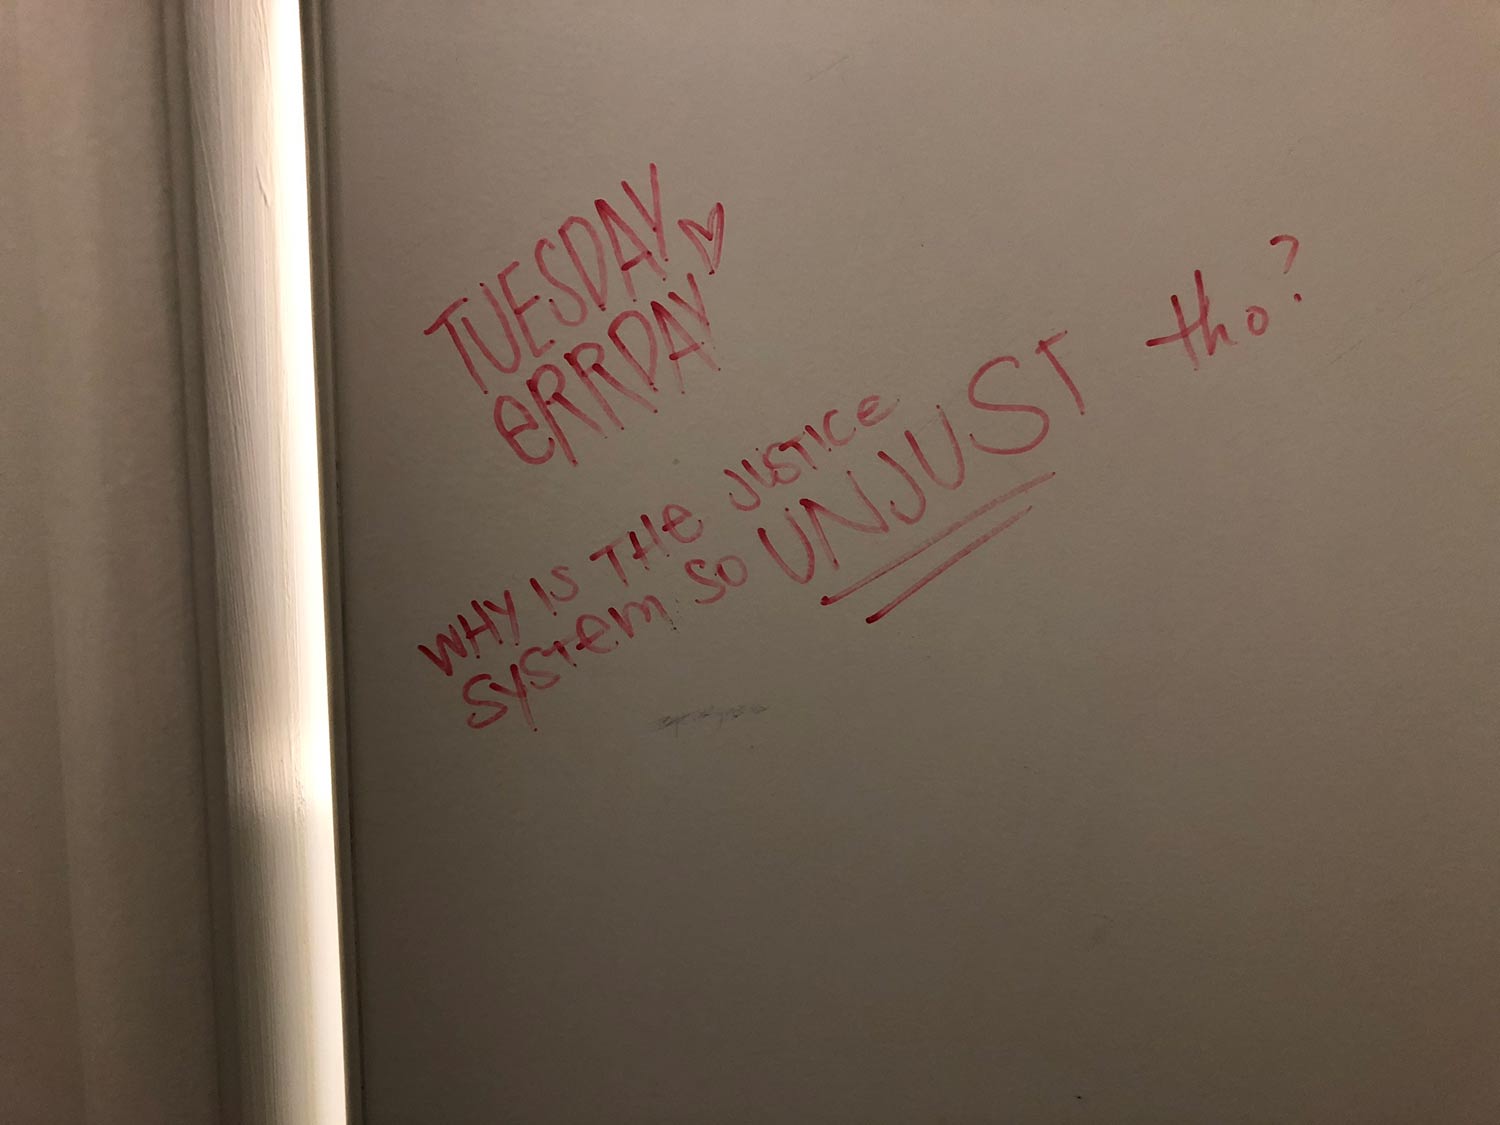 TUESDAY
eRRDAY
WHY IS THe JUSTICe
SYSTem SO UNJUST tho?